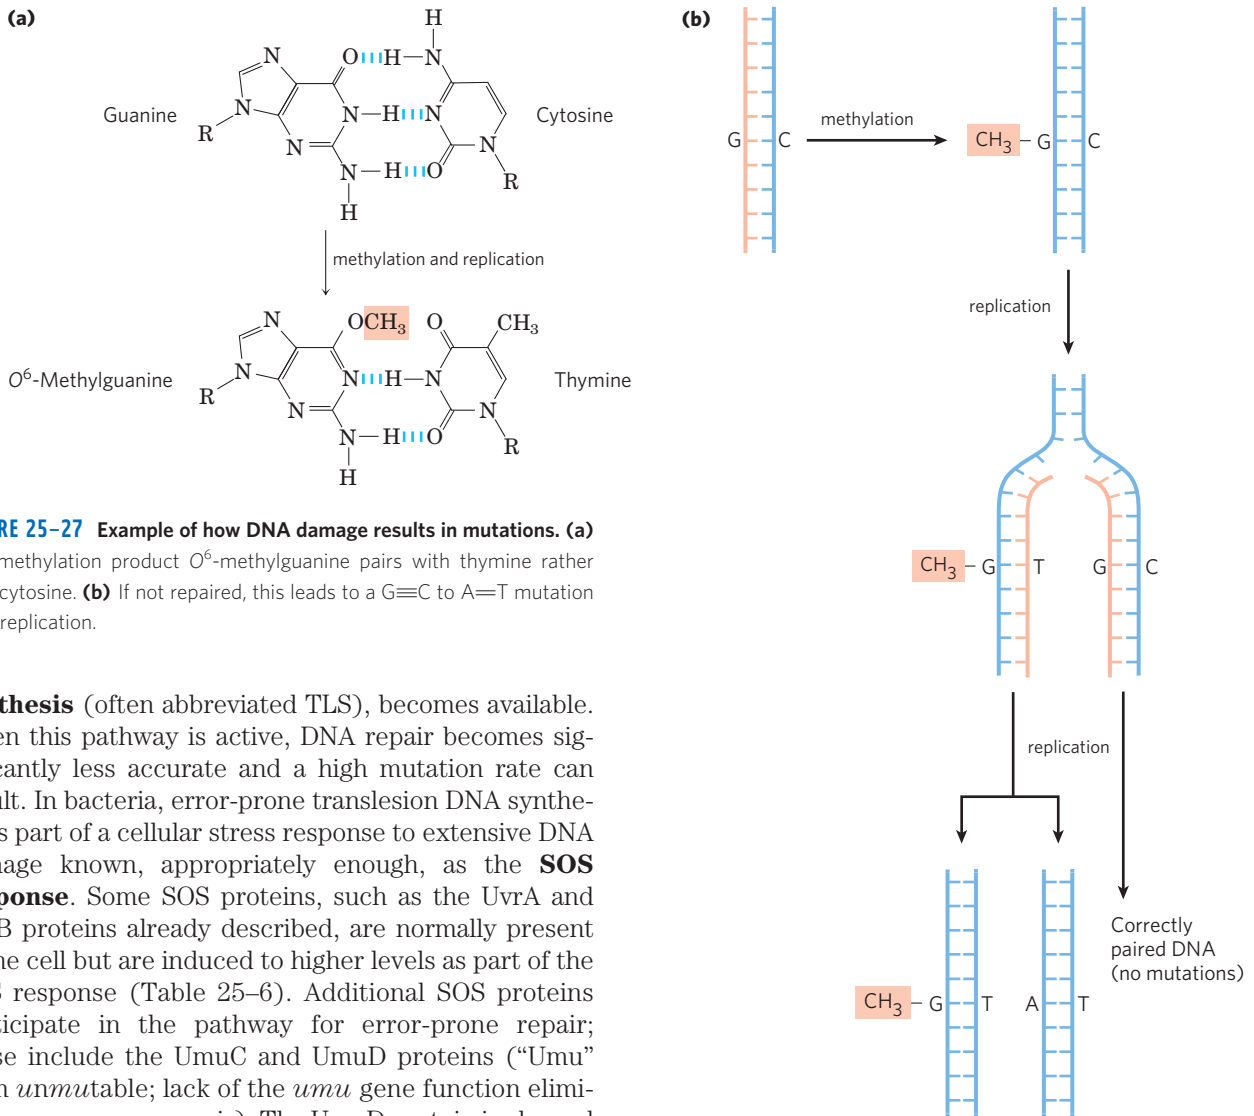 (a)
N
O
H
N
H
Guanine
N
R
N
H
N
Cytosine
N
N
H
O
N
R
H
methylation and replication
N
OCH3
O
CH3
O6-Methylguanine
N
R
N
H
N
Thymine
N
N
H
O
N
R
H
RE 25–27 Example of how DNA damage results in mutations. (a)
methylation product O6-methylguanine pairs with thymine rather
cytosine. (b) If not repaired, this leads to a G≡C to A=T mutation
replication.
thesis (often abbreviated TLS), becomes available.
en this pathway is active, DNA repair becomes sig-
cantly less accurate and a high mutation rate can
ult. In bacteria, error-prone translesion DNA synthe-
s part of a cellular stress response to extensive DNA
mage known, appropriately enough, as the SOS
ponse. Some SOS proteins, such as the UvrA and
B proteins already described, are normally present
he cell but are induced to higher levels as part of the
S response (Table 25–6). Additional SOS proteins
ticipate in the pathway for error-prone repair;
se include the UmuC and UmuD proteins (“Umu”
m unmutable; lack of the umu gene function elimi-
(b)
G
C
methylation
CH3
G
C
replication
CH3
G
T
G
C
replication
Correctly
paired DNA
(no mutations)
CH3
G
T
A
T